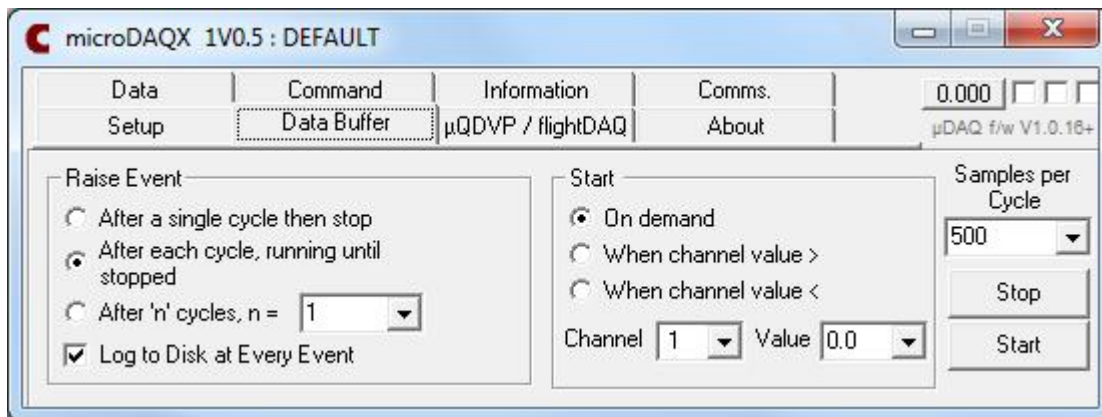 microDAQX 1V0.5 : DEFAULT
Data Command Information Comms.
0.000
Setup Data Buffer µQDVP / flightDAQ About
µDAQ f/w V1.0.16+
Raise Event
After a single cycle then stop
After each cycle, running until
stopped
After 'n' cycles, n = 1
Log to Disk at Every Event
Start
On demand
When channel value >
When channel value <
Channel 1 Value 0.0
Samples per
Cycle
500
Stop
Start